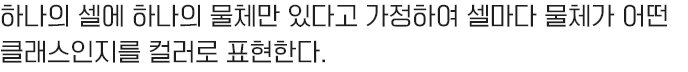 하나의 셀에 하나의 물체만 있다고 가정하여 셀마다 물체가 어떤
클래스인지를 컬러로 표현한다.